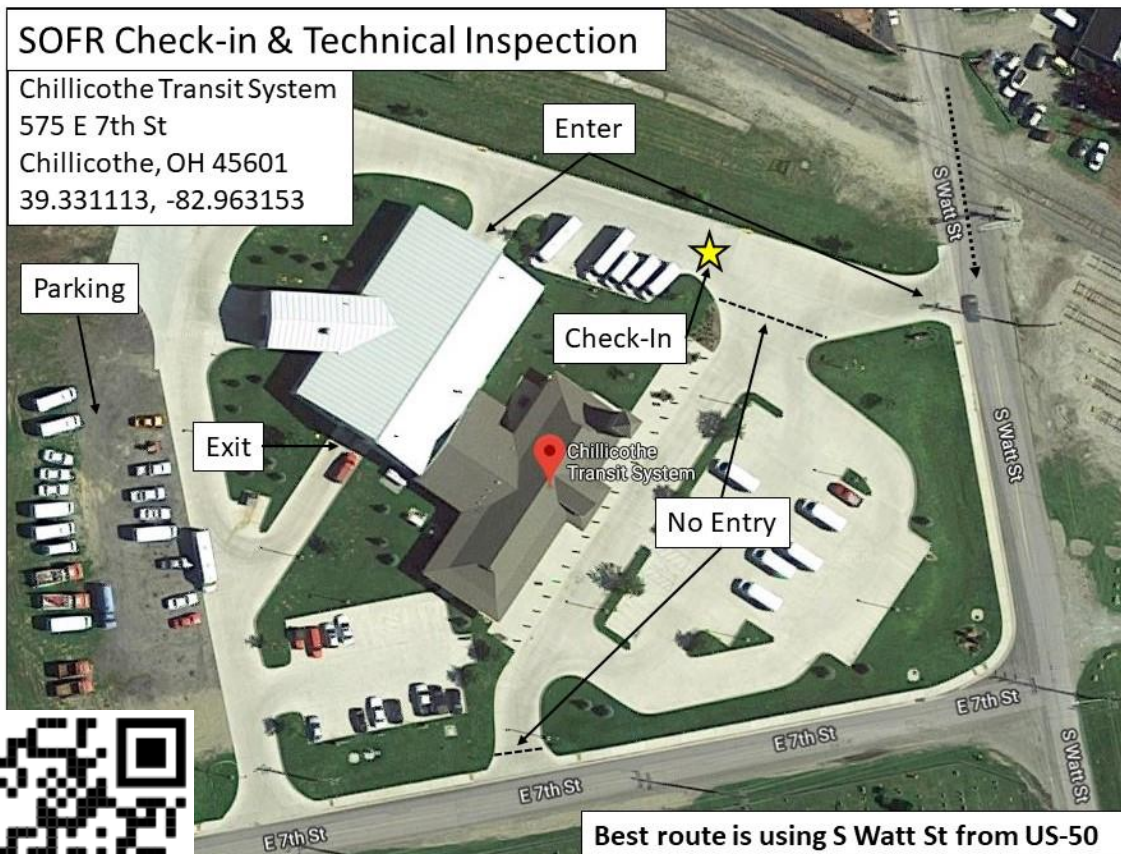 SOFR Check-in & Technical Inspection
Chillicothe Transit System
575 E 7th St
Chillicothe, OH 45601
39.331113, -82.963153
Enter
S Watt St
Parking
Check-In
Exit
Chillicothe
Transit System
S Watt St
No Entry
E 7th St
E 7th St
S Watt St
E 7th St
E 7th St
Best route is using S Watt St from US-50